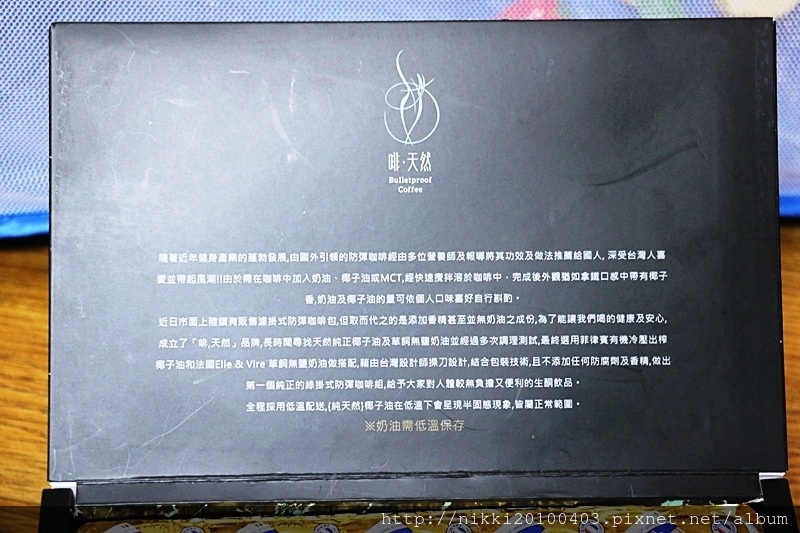 啡·天然
Bulletproof
Coffee
隨著近年健身產業的蓬勃發展,由國外引領的防彈咖啡經由多位營養師及報導將其功效及做法推薦給國人, 深受台灣人喜
愛並帶起風潮!!由於需在咖啡中加入奶油、椰子油或MCT,經快速攪拌溶於咖啡中，完成後外觀猶如拿鐵口感中帶有椰子
香,奶油及椰子油的量可依個人口味喜好自行斟酌。
近日市面上陸續有販售濾掛式防彈咖啡包,但取而代之的是添加香精甚至並無奶油之成份,為了能讓我們喝的健康及安心,
成立了「啡,天然」品牌,長時間尋找天然純正椰子油及草飼無鹽奶油並經過多次調理測試,最終選用菲律賓有機冷壓出榨
椰子油和法國Elle & Vire 草飼無鹽奶油做搭配,藉由台灣設計師操刀設計,結合包裝技術,且不添加任何防腐劑及香精,做出
第一個純正的綠掛式防彈咖啡組,給予大家對人體較無負擔又便利的生酮飲品。
全程採用低溫配送,(純天然)椰子油在低溫下會呈現半固態現象,皆屬正常範圍。
※奶油需低溫保存
http://nikki20100403.pixnet.net/album